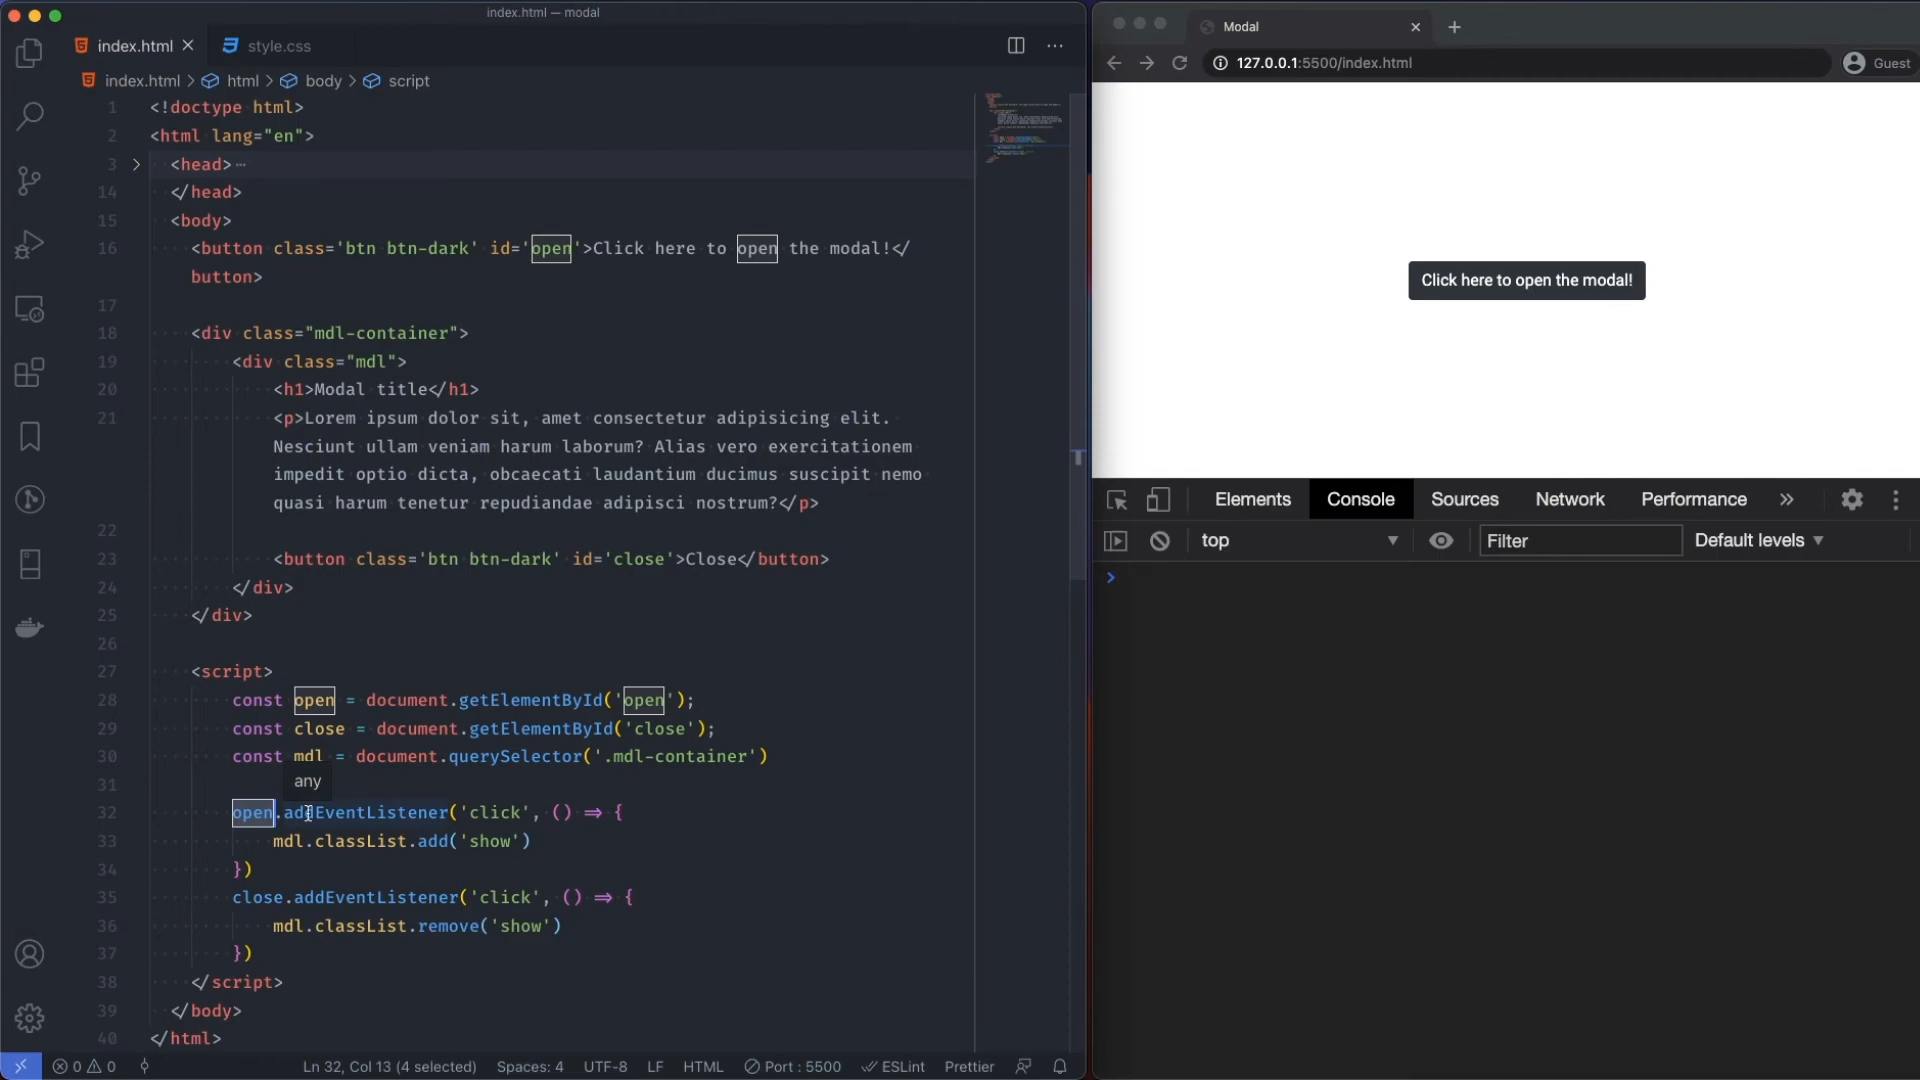 index.html — modal
index.html
style.css
index.html > html > body > script
1 <!doctype html>
2 <html lang="en">
3 <head>
14 </head>
15 <body>
16 <button class='btn btn-dark' id='open'>Click here to open the modal!</
button>
17
18 <div class="mdl-container">
19 <div class="mdl">
20 <h1>Modal title</h1>
21 <p>Lorem ipsum dolor sit, amet consectetur adipisicing elit.
Nesciunt ullam veniam harum laborum? Alias vero exercitationem
impedit optio dicta, obcaecati laudantium ducimus suscipit nemo
quasi harum tenetur repudiandae adipisci nostrum?</p>
22
23 <button class='btn btn-dark' id='close'>Close</button>
24 </div>
25 </div>
26
27 <script>
28 const open = document.getElementById('open');
29 const close = document.getElementById('close');
30 const mdl = document.querySelector('.mdl-container')
31
any
32 open.addEventListener('click', () => {
33 mdl.classList.add('show')
34 })
35 close.addEventListener('click', () => {
36 mdl.classList.remove('show')
37 })
38 </script>
39 </body>
40 </html>
0 0 Ln 32, Col 13 (4 selected) Spaces: 4 UTF-8 LF HTML Port : 5500 ESLint Prettier
Modal
127.0.0.1:5500/index.html Guest
Click here to open the modal!
Elements Console Sources Network Performance »
top Filter Default levels